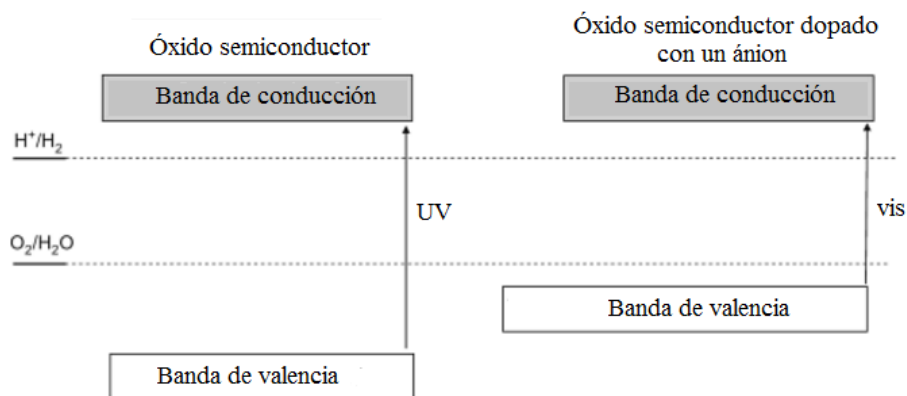 Óxido semiconductor
Óxido semiconductor dopado
con un ánion
Banda de conducción
Banda de conducción
H⁺/H₂
UV
vis
O₂/H₂O
Banda de valencia
Banda de valencia